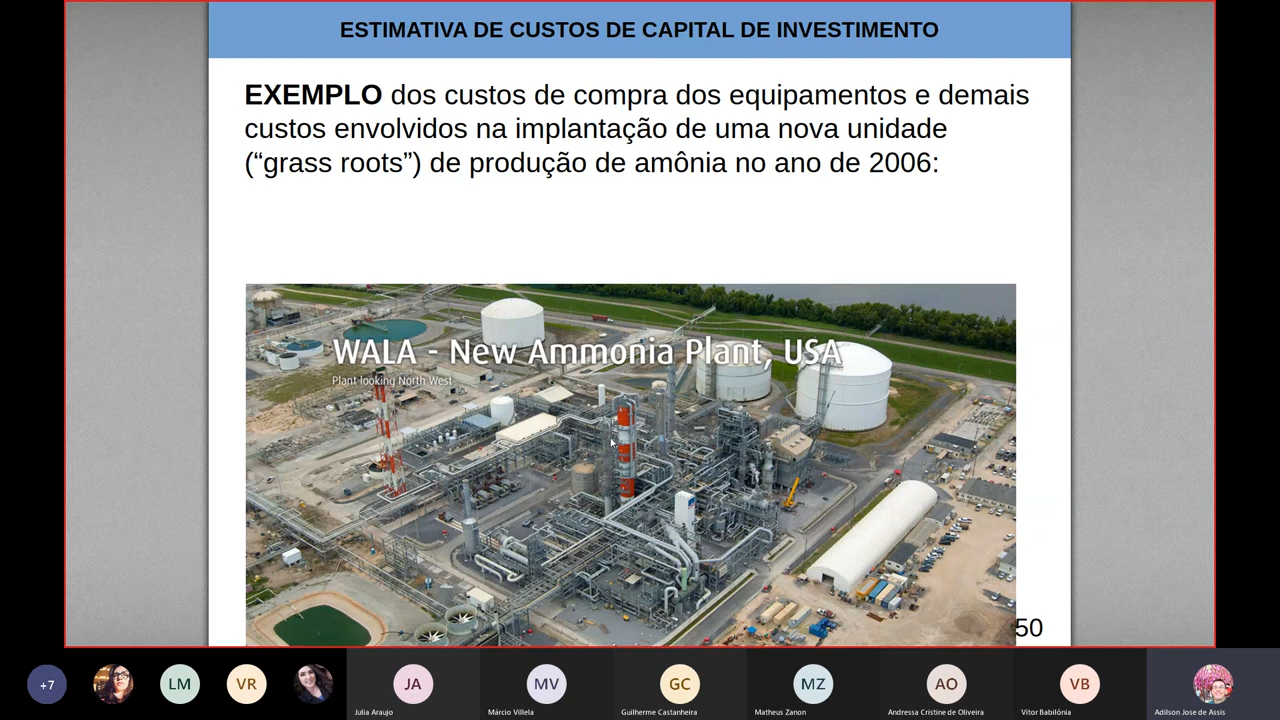 ESTIMATIVA DE CUSTOS DE CAPITAL DE INVESTIMENTO
EXEMPLO dos custos de compra dos equipamentos e demais
custos envolvidos na implantação de uma nova unidade
(“grass roots”) de produção de amônia no ano de 2006:
WALA - New Ammonia Plant, USA
Plant looking North West
50
+7
LM
VR
JA
MV
GC
MZ
AO
VB
Julia Araujo
Márcio Villela
Guilherme Castanheira
Matheus Zanon
Andressa Cristine de Oliveira
Vitor Babilônia
Adilson Jose de Assis